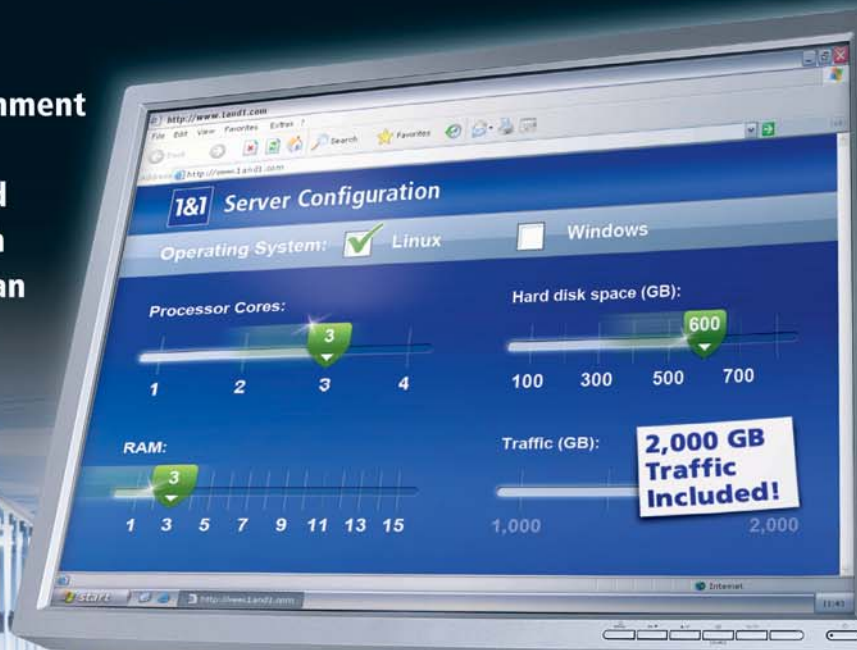 nment
d
n
an
http://www.1and1.com
File Edit View Favorites Extras ?
Search Favorites
http://www.1and1.com
1&1 Server Configuration
Operating System: Linux Windows
Processor Cores:
3
1 2 3 4
Hard disk space (GB):
600
100 300 500 700
RAM:
3
1 3 5 7 9 11 13 15
Traffic (GB):
2,000 GB
Traffic
Included!
1,000 2,000
Internet
start
http://www.1and1.com
11:43